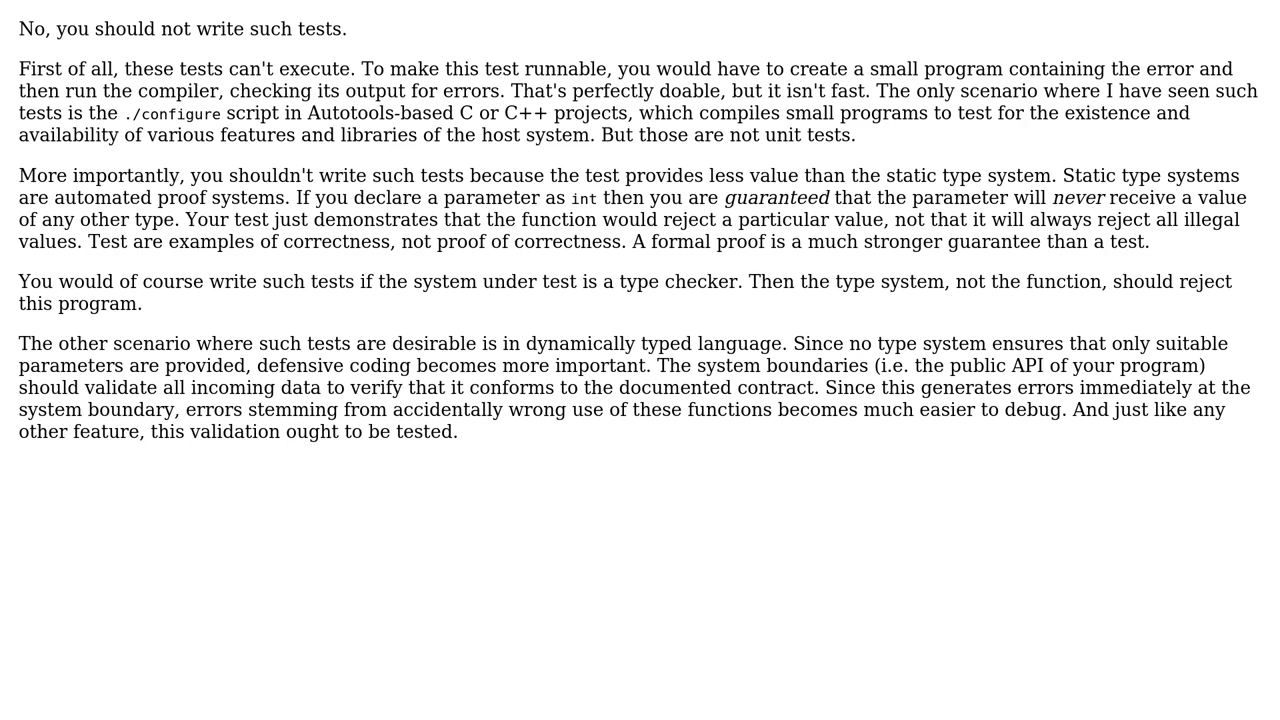 No, you should not write such tests.
First of all, these tests can't execute. To make this test runnable, you would have to create a small program containing the error and
then run the compiler, checking its output for errors. That's perfectly doable, but it isn't fast. The only scenario where I have seen such
tests is the ./configure script in Autotools-based C or C++ projects, which compiles small programs to test for the existence and
availability of various features and libraries of the host system. But those are not unit tests.
More importantly, you shouldn't write such tests because the test provides less value than the static type system. Static type systems
are automated proof systems. If you declare a parameter as int then you are guaranteed that the parameter will never receive a value
of any other type. Your test just demonstrates that the function would reject a particular value, not that it will always reject all illegal
values. Test are examples of correctness, not proof of correctness. A formal proof is a much stronger guarantee than a test.
You would of course write such tests if the system under test is a type checker. Then the type system, not the function, should reject
this program.
The other scenario where such tests are desirable is in dynamically typed language. Since no type system ensures that only suitable
parameters are provided, defensive coding becomes more important. The system boundaries (i.e. the public API of your program)
should validate all incoming data to verify that it conforms to the documented contract. Since this generates errors immediately at the
system boundary, errors stemming from accidentally wrong use of these functions becomes much easier to debug. And just like any
other feature, this validation ought to be tested.